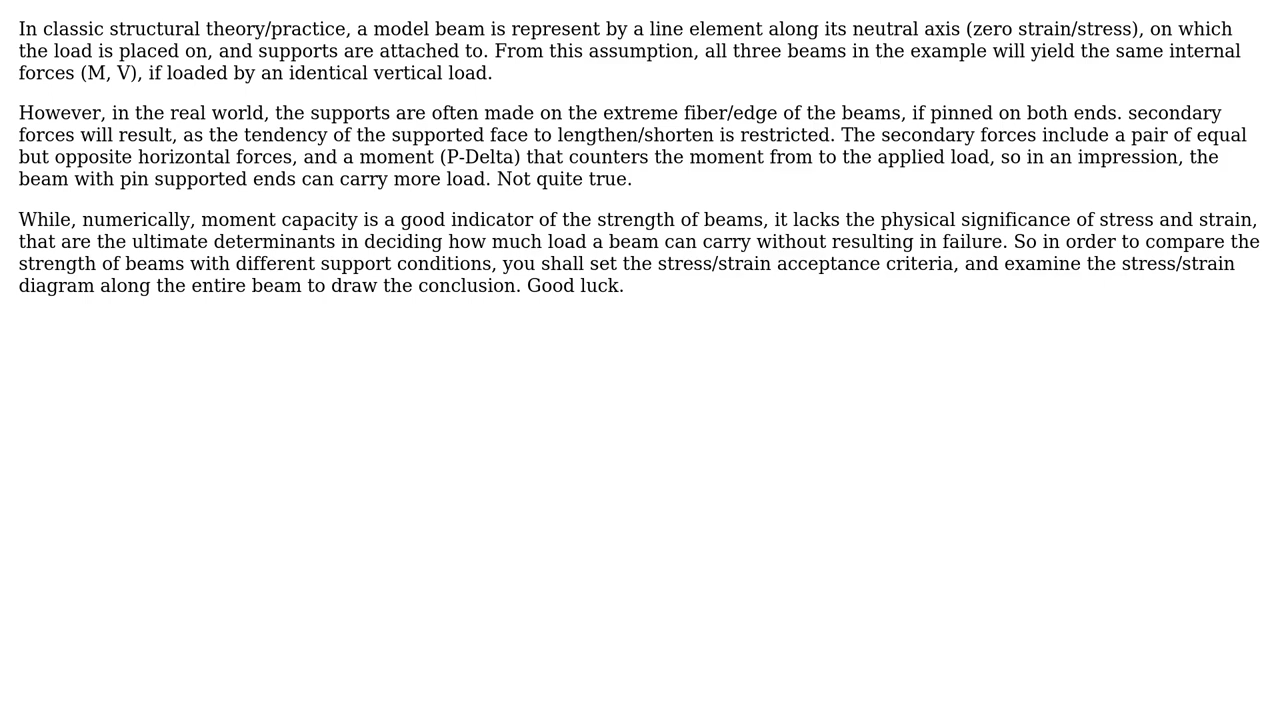 In classic structural theory/practice, a model beam is represent by a line element along its neutral axis (zero strain/stress), on which
the load is placed on, and supports are attached to. From this assumption, all three beams in the example will yield the same internal
forces (M, V), if loaded by an identical vertical load.
However, in the real world, the supports are often made on the extreme fiber/edge of the beams, if pinned on both ends. secondary
forces will result, as the tendency of the supported face to lengthen/shorten is restricted. The secondary forces include a pair of equal
but opposite horizontal forces, and a moment (P-Delta) that counters the moment from to the applied load, so in an impression, the
beam with pin supported ends can carry more load. Not quite true.
While, numerically, moment capacity is a good indicator of the strength of beams, it lacks the physical significance of stress and strain,
that are the ultimate determinants in deciding how much load a beam can carry without resulting in failure. So in order to compare the
strength of beams with different support conditions, you shall set the stress/strain acceptance criteria, and examine the stress/strain
diagram along the entire beam to draw the conclusion. Good luck.